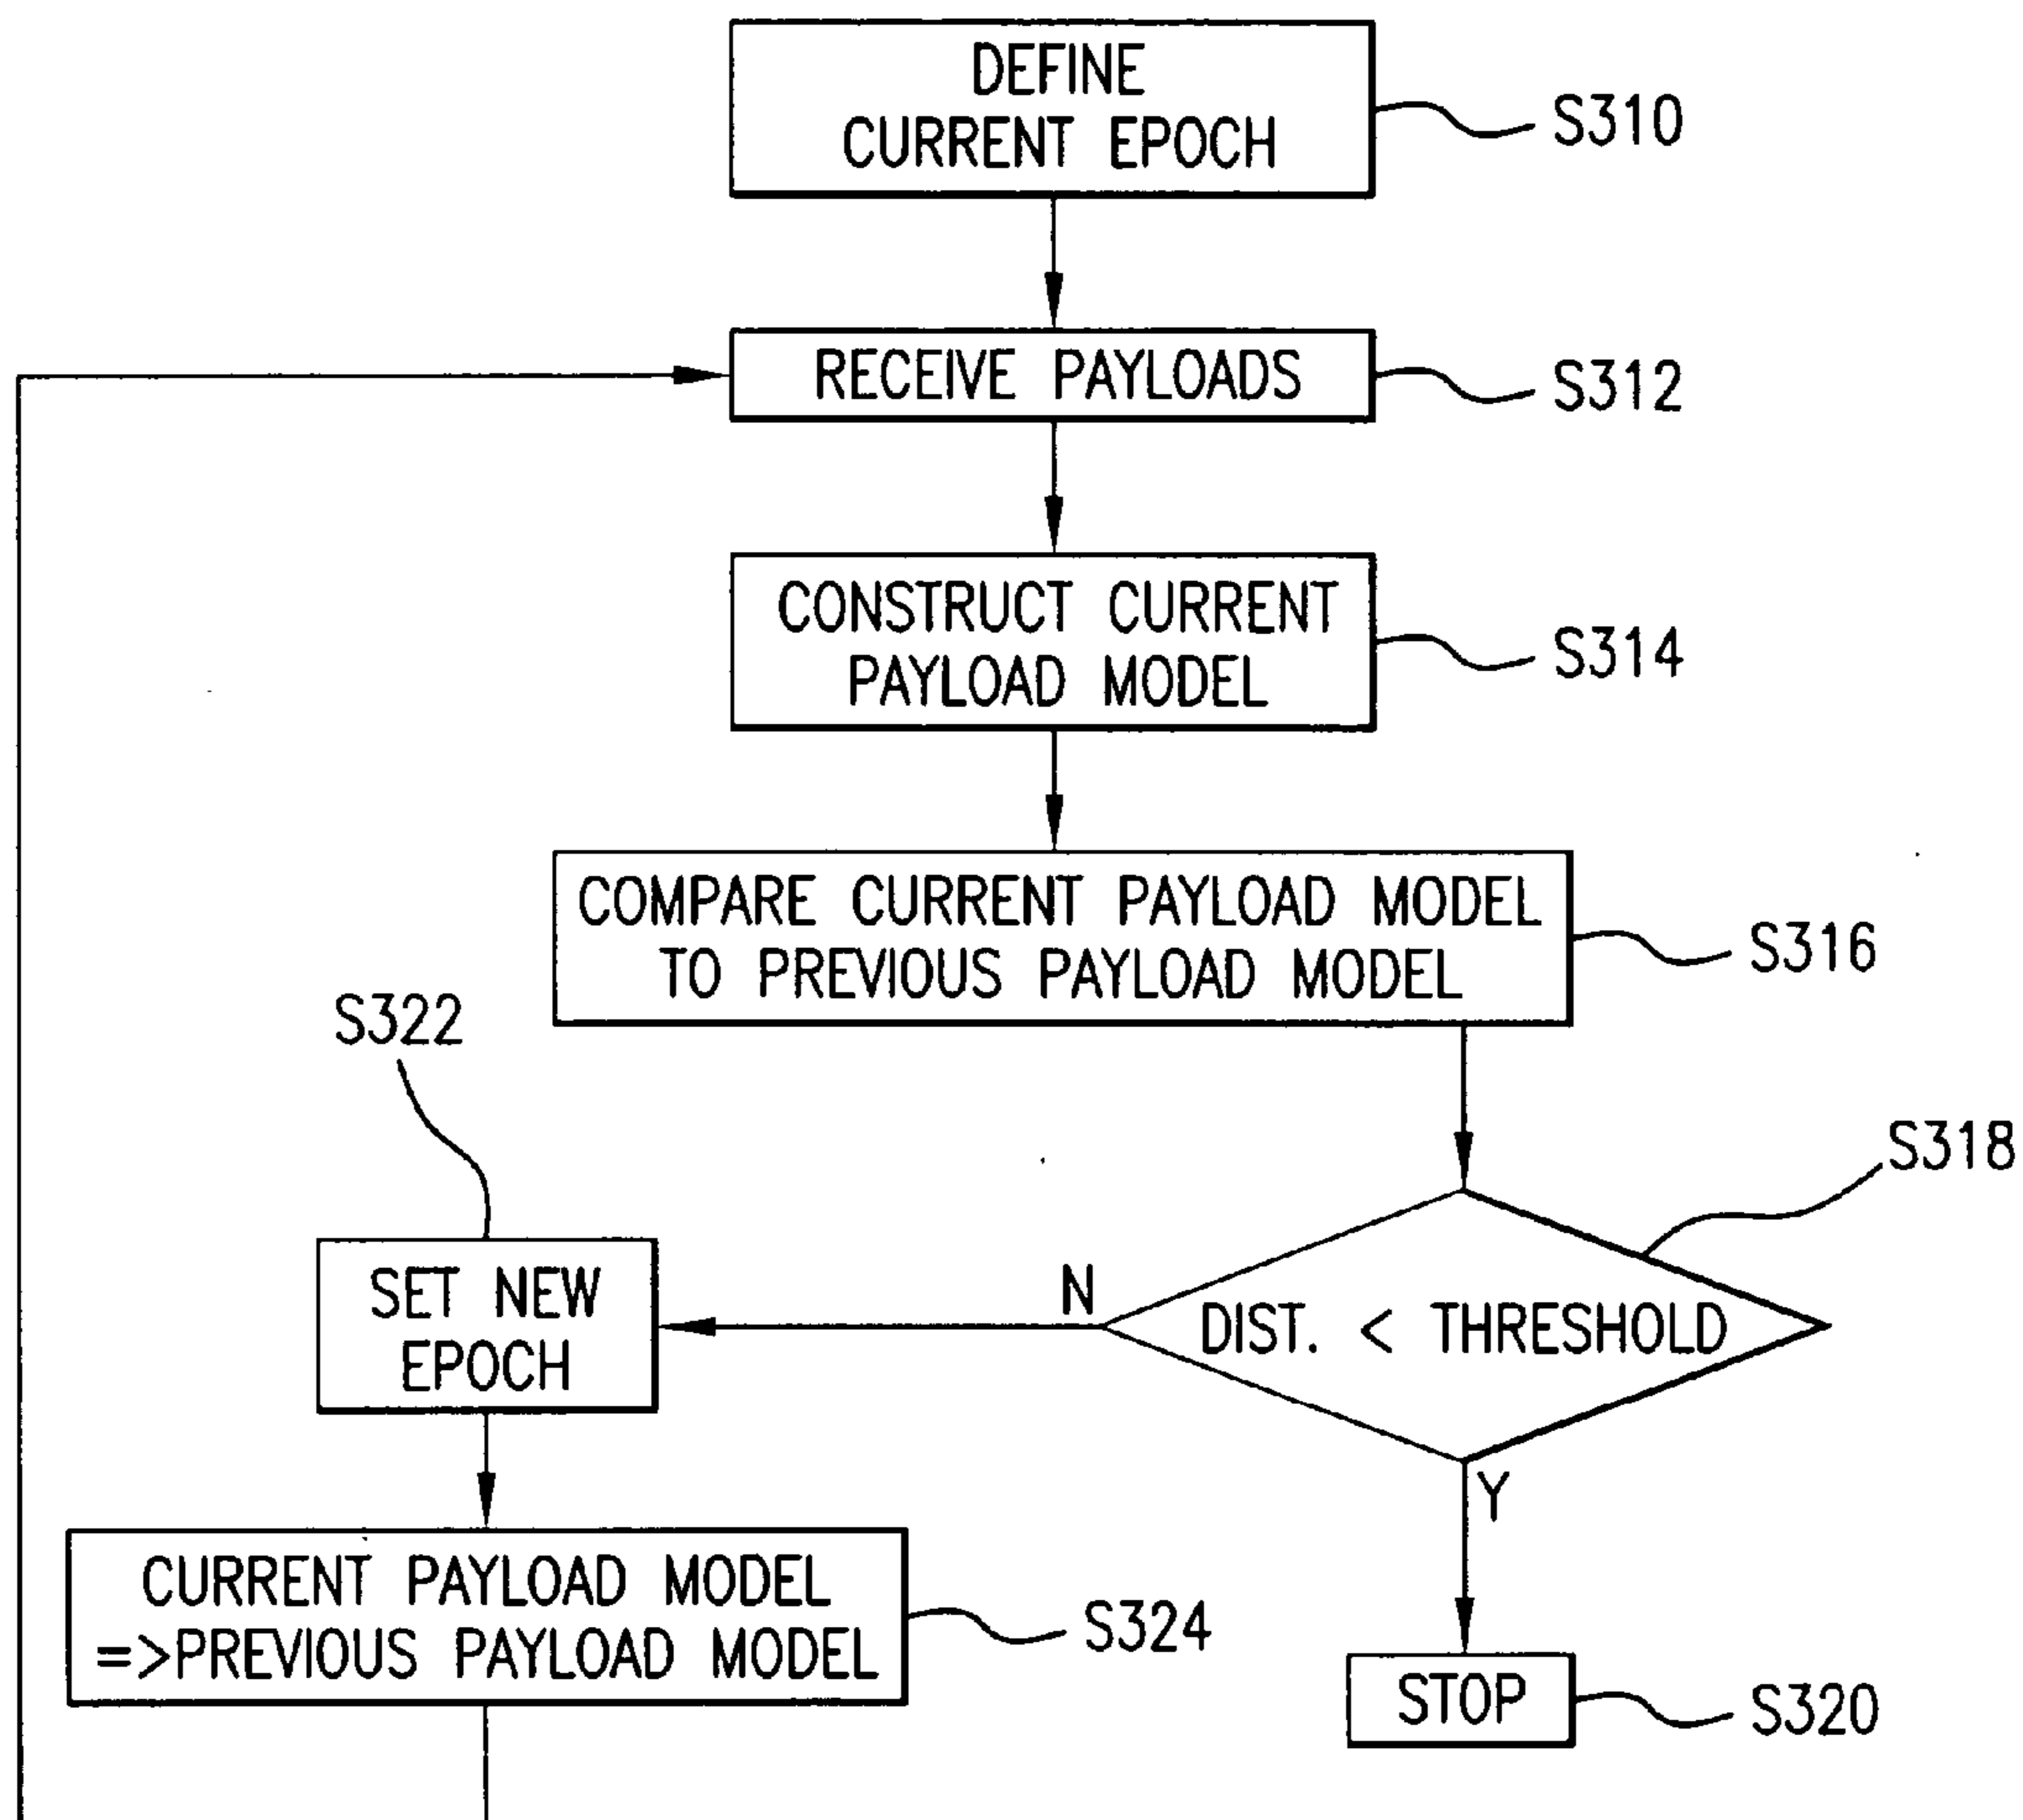 DEFINE
CURRENT EPOCH
S310
RECEIVE PAYLOADS
S312
CONSTRUCT CURRENT
PAYLOAD MODEL
S314
COMPARE CURRENT PAYLOAD MODEL
TO PREVIOUS PAYLOAD MODEL
S316
S322
S318
SET NEW
EPOCH
N
DIST. < THRESHOLD
Y
CURRENT PAYLOAD MODEL
=>PREVIOUS PAYLOAD MODEL
S324
STOP
S320